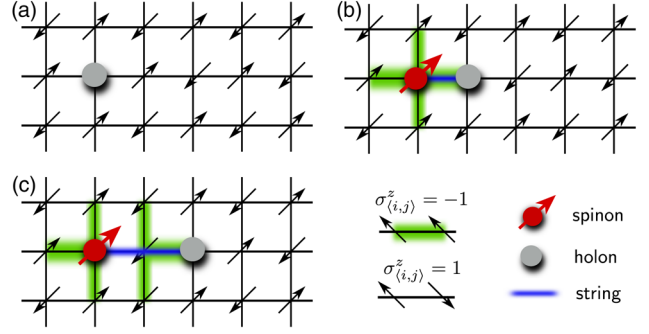 (a)
(b)
(c)
σ^z_⟨i,j⟩ = −1
σ^z_⟨i,j⟩ = 1
spinon
holon
string